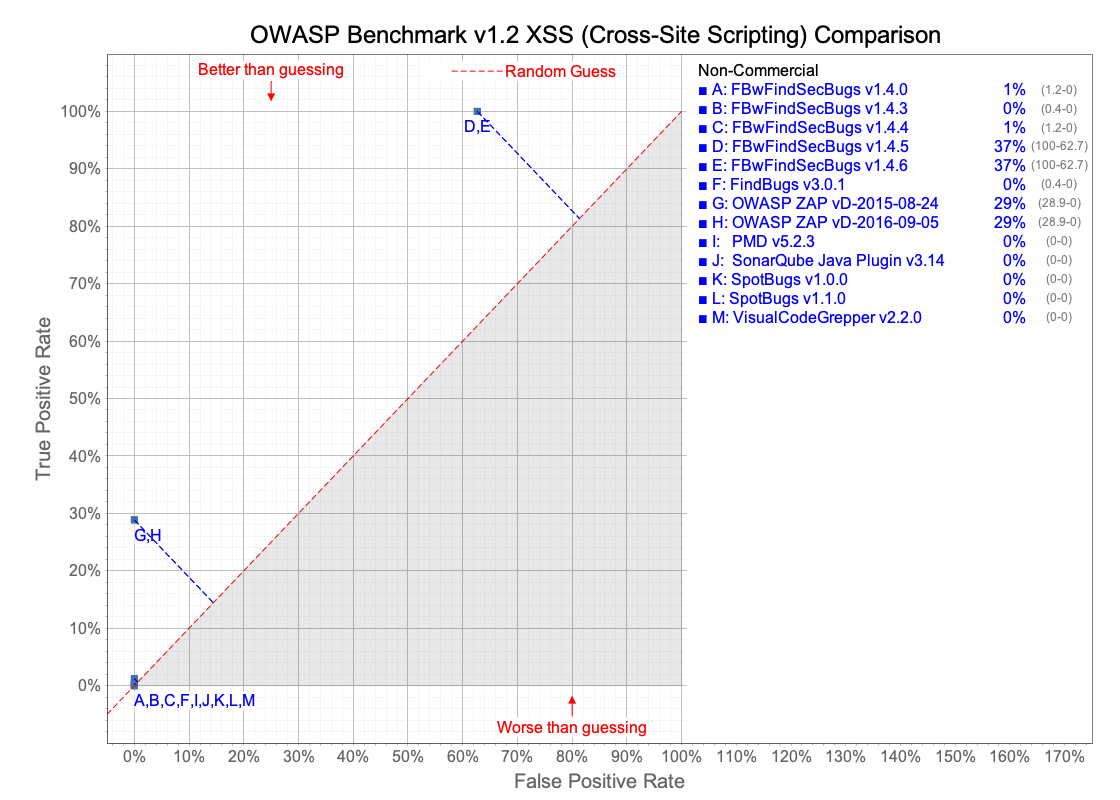 OWASP Benchmark v1.2 XSS (Cross-Site Scripting) Comparison
Better than guessing
Random Guess
Non-Commercial
A: FBwFindSecBugs v1.4.0 1% (1.2-0)
B: FBwFindSecBugs v1.4.3 0% (0.4-0)
C: FBwFindSecBugs v1.4.4 1% (1.2-0)
D: FBwFindSecBugs v1.4.5 37% (100-62.7)
E: FBwFindSecBugs v1.4.6 37% (100-62.7)
F: FindBugs v3.0.1 0% (0.4-0)
G: OWASP ZAP vD-2015-08-24 29% (28.9-0)
H: OWASP ZAP vD-2016-09-05 29% (28.9-0)
I: PMD v5.2.3 0% (0-0)
J: SonarQube Java Plugin v3.14 0% (0-0)
K: SpotBugs v1.0.0 0% (0-0)
L: SpotBugs v1.1.0 0% (0-0)
M: VisualCodeGrepper v2.2.0 0% (0-0)
True Positive Rate
100%
D,E
90%
80%
70%
60%
50%
40%
30%
G,H
20%
10%
0%
A,B,C,F,I,J,K,L,M
Worse than guessing
0% 10% 20% 30% 40% 50% 60% 70% 80% 90% 100% 110% 120% 130% 140% 150% 160% 170%
False Positive Rate